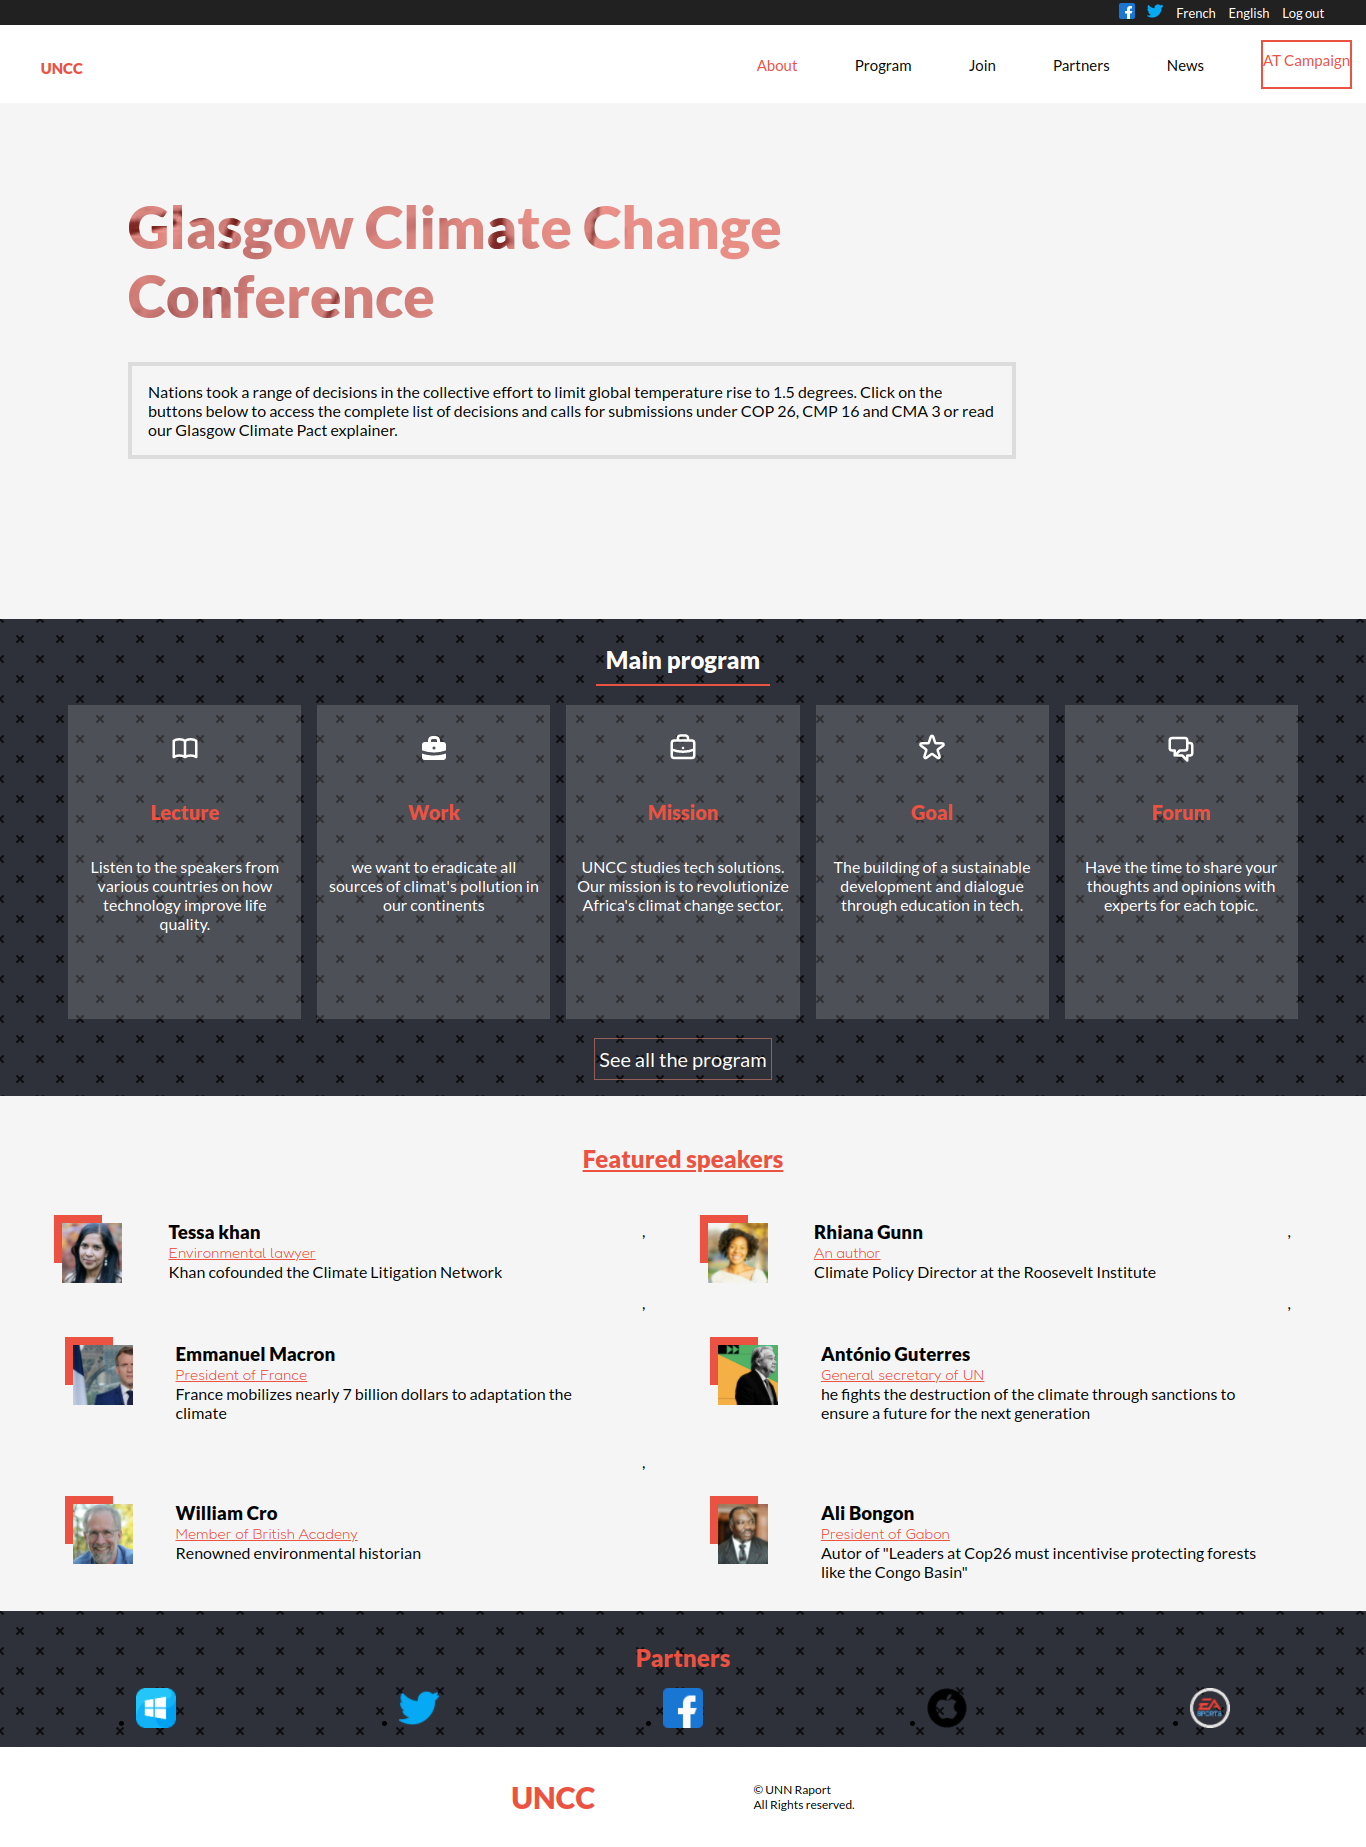 French English Log out
UNCC
About Program Join Partners News AT Campaign
Glasgow Climate Change
Conference
Nations took a range of decisions in the collective effort to limit global temperature rise to 1.5 degrees. Click on the
buttons below to access the complete list of decisions and calls for submissions under COP 26, CMP 16 and CMA 3 or read
our Glasgow Climate Pact explainer.
Main program
Lecture
Listen to the speakers from
various countries on how
technology improve life
quality.
Work
we want to eradicate all
sources of climat's pollution in
our continents
Mission
UNCC studies tech solutions.
Our mission is to revolutionize
Africa's climat change sector.
Goal
The building of a sustainable
development and dialogue
through education in tech.
Forum
Have the time to share your
thoughts and opinions with
experts for each topic.
See all the program
Featured speakers
Tessa khan
Environmental lawyer
Khan cofounded the Climate Litigation Network
,
Rhiana Gunn
An author
Climate Policy Director at the Roosevelt Institute
,
,
,
Emmanuel Macron
President of France
France mobilizes nearly 7 billion dollars to adaptation the
climate
António Guterres
General secretary of UN
he fights the destruction of the climate through sanctions to
ensure a future for the next generation
,
William Cro
Member of British Acadeny
Renowned environmental historian
Ali Bongon
President of Gabon
Autor of "Leaders at Cop26 must incentivise protecting forests
like the Congo Basin"
Partners
EA
SPORTS
UNCC
© UNN Raport
All Rights reserved.